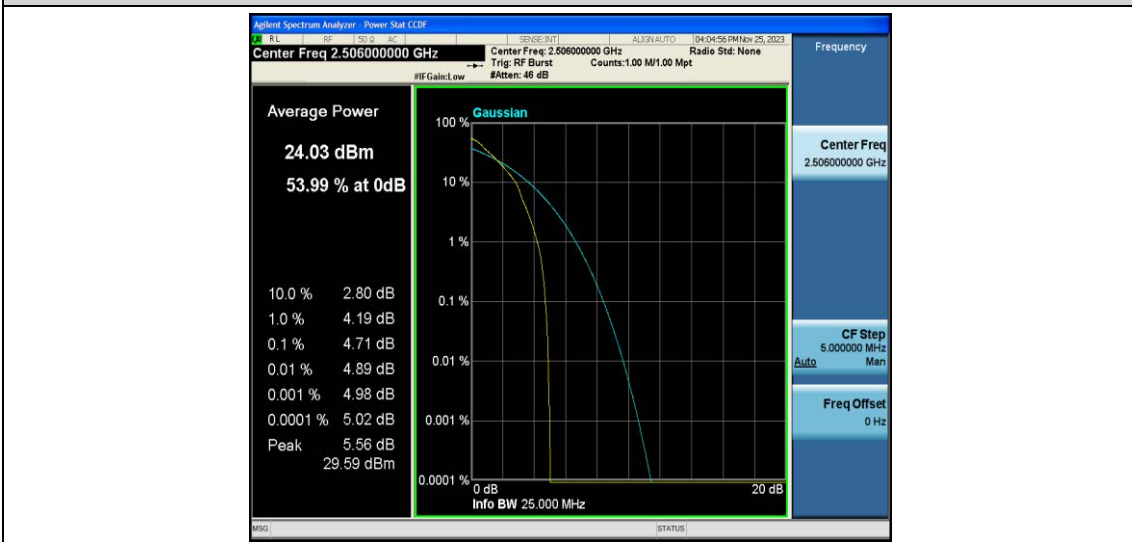 Agilent Spectrum Analyzer - Power Stat CCDF
RL RF 50 Ω AC SENSE:INT ALIGN AUTO 04:04:56 PM Nov 25, 2023
Center Freq 2.506000000 GHz
Center Freq: 2.506000000 GHz Radio Std: None
Trig: RF Burst Counts:1.00 M/1.00 Mpt
#IFGain:Low #Atten: 46 dB
Frequency
Average Power
24.03 dBm
53.99 % at 0dB
10.0 % 2.80 dB
1.0 % 4.19 dB
0.1 % 4.71 dB
0.01 % 4.89 dB
0.001 % 4.98 dB
0.0001 % 5.02 dB
Peak 5.56 dB
29.59 dBm
Gaussian
100 %
10 %
1 %
0.1 %
0.01 %
0.001 %
0.0001 %
0 dB 20 dB
Info BW 25.000 MHz
Center Freq
2.506000000 GHz
CF Step
5.000000 MHz
Auto Man
Freq Offset
0 Hz
MSG STATUS